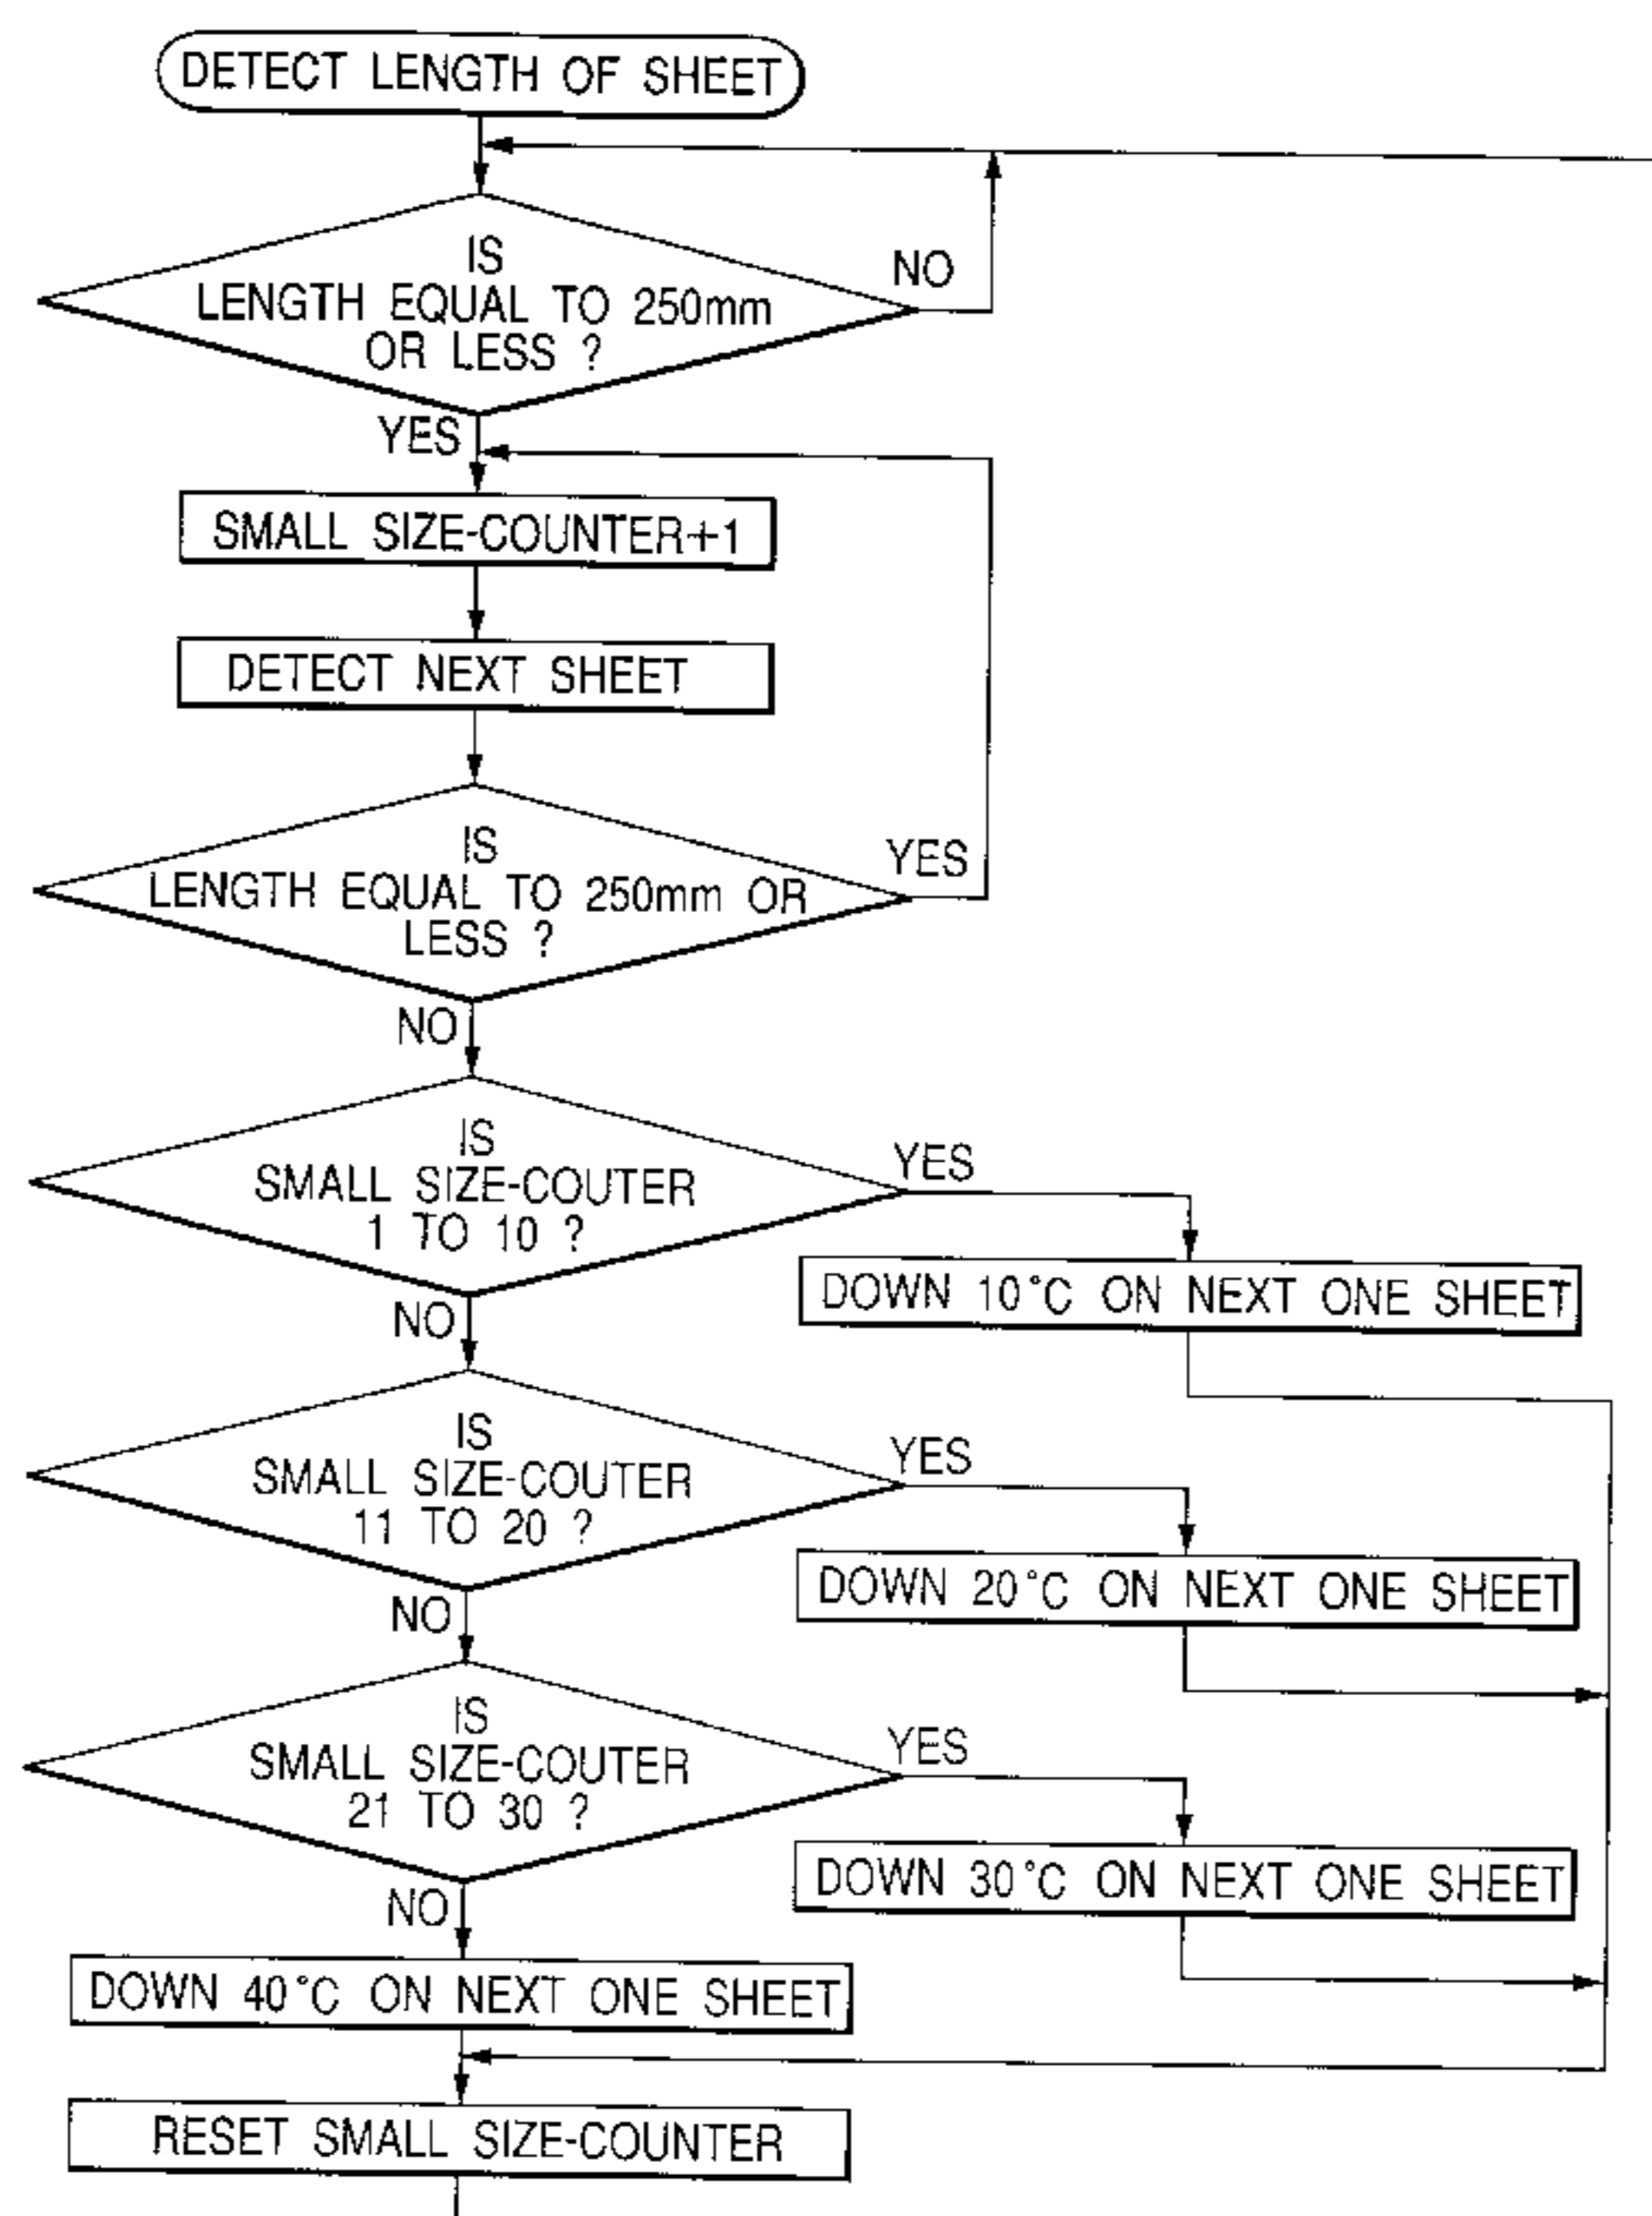 DETECT LENGTH OF SHEET
IS
LENGTH EQUAL TO 250mm
OR LESS ?
NO
YES
SMALL SIZE-COUNTER+1
DETECT NEXT SHEET
IS
LENGTH EQUAL TO 250mm OR
LESS ?
YES
NO
IS
SMALL SIZE-COUTER
1 TO 10 ?
YES
DOWN 10°C ON NEXT ONE SHEET
NO
IS
SMALL SIZE-COUTER
11 TO 20 ?
YES
DOWN 20°C ON NEXT ONE SHEET
NO
IS
SMALL SIZE-COUTER
21 TO 30 ?
YES
DOWN 30°C ON NEXT ONE SHEET
NO
DOWN 40°C ON NEXT ONE SHEET
RESET SMALL SIZE-COUNTER